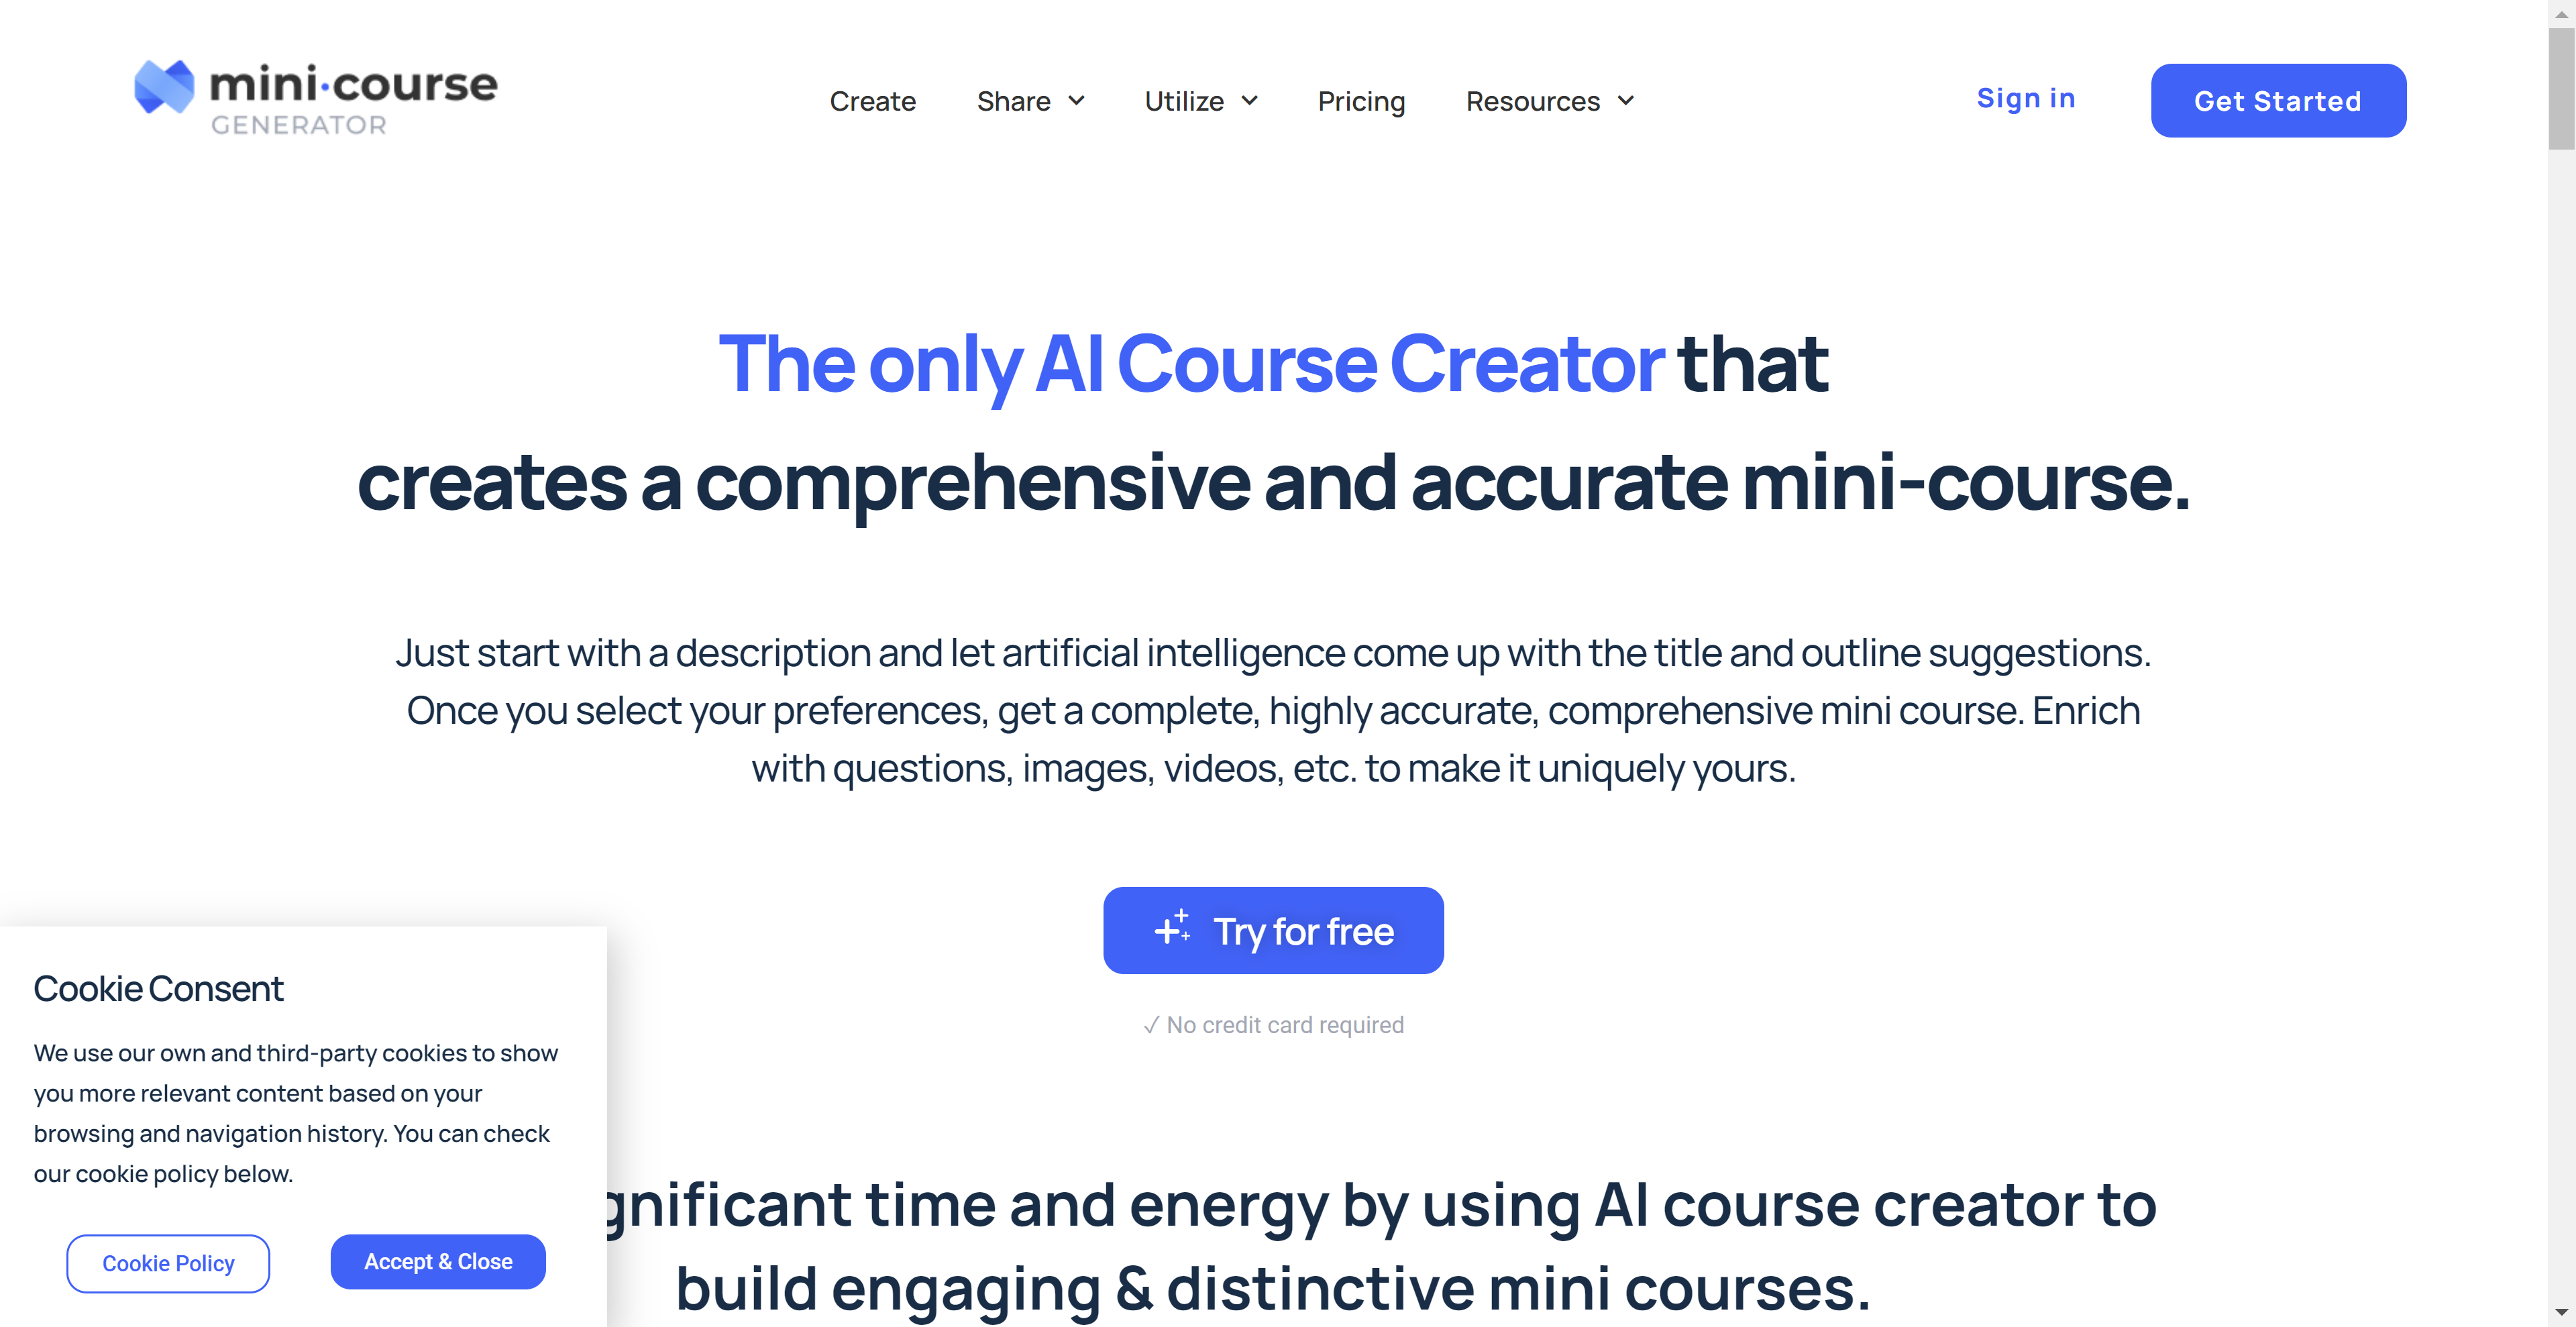 mini·course
GENERATOR
Create
Share
Utilize
Pricing
Resources
Sign in
Get Started
The only AI Course Creator that
creates a comprehensive and accurate mini-course.
Just start with a description and let artificial intelligence come up with the title and outline suggestions.
Once you select your preferences, get a complete, highly accurate, comprehensive mini course. Enrich
with questions, images, videos, etc. to make it uniquely yours.
Try for free
✓ No credit card required
time and energy by using AI course creator to
build engaging & distinctive mini courses.
Cookie Consent
We use our own and third-party cookies to show
you more relevant content based on your
browsing and navigation history. You can check
our cookie policy below.
Cookie Policy
Accept & Close